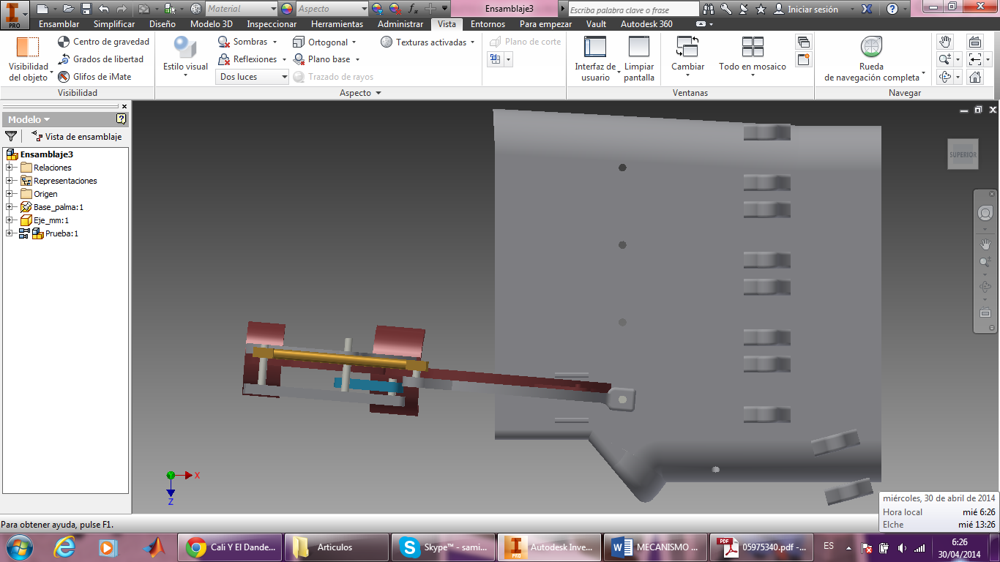 Material
Aspecto
Ensamblaje3
Escriba palabra clave o frase
Iniciar sesión
PRO
Ensamblar Simplificar Diseño Modelo 3D Inspeccionar Herramientas Administrar Vista Entornos Para empezar Vault Autodesk 360
Visibilidad del objeto
Centro de gravedad
Grados de libertad
Glifos de iMate
Visibilidad
Estilo visual
Sombras
Reflexiones
Dos luces
Ortogonal
Plano base
Trazado de rayos
Texturas activadas
Aspecto
Plano de corte
Interfaz de usuario
Limpiar pantalla
Cambiar
Todo en mosaico
Ventanas
Rueda de navegación completa
Navegar
Modelo
Vista de ensamblaje
Ensamblaje3
Relaciones
Representaciones
Origen
Base_palma:1
Eje_mm:1
Prueba:1
SUPERIOR
Y
X
Z
miércoles, 30 de abril de 2014
Hora local mié 6:26
Elche mié 13:26
Para obtener ayuda, pulse F1.
Cali Y El Dande...
Articulos
Skype™ - sami...
PRO
Autodesk Inve...
MECANISMO ...
PDF
05975340.pdf - ...
ES
6:26
30/04/2014